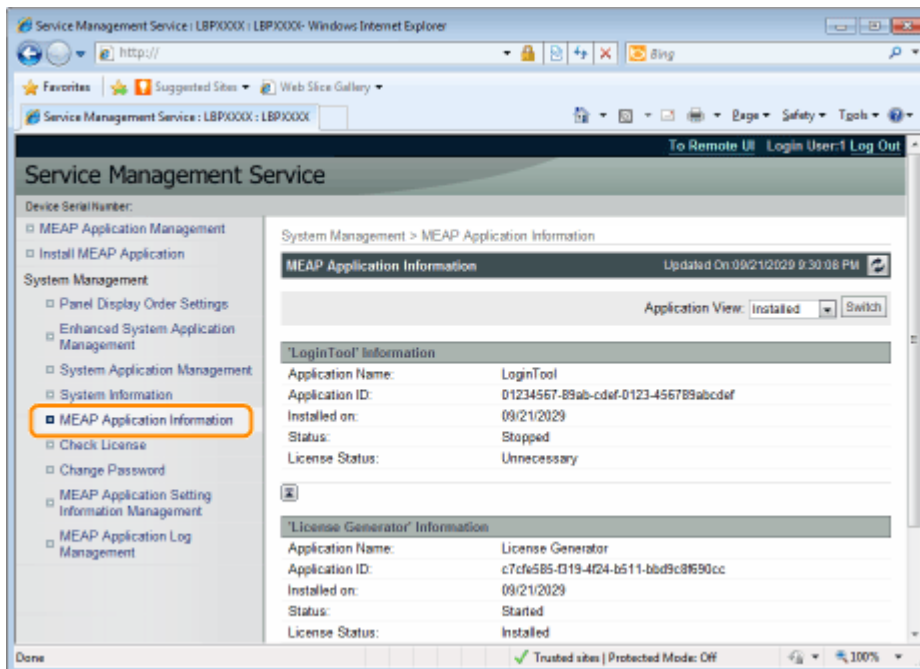 Service Management Service : LBPXXXX : LBPXXXX- Windows Internet Explorer
http://
Bing
Favorites
Suggested Sites
Web Slice Gallery
Service Management Service : LBPXXXX : LBPXXXX
Page
Safety
Tools
To Remote UI Login User:1 Log Out
Service Management Service
Device Serial Number:
MEAP Application Management
Install MEAP Application
System Management
Panel Display Order Settings
Enhanced System Application
Management
System Application Management
System Information
MEAP Application Information
Check License
Change Password
MEAP Application Setting
Information Management
MEAP Application Log
Management
System Management > MEAP Application Information
MEAP Application Information
Updated On:09/21/2029 9:30:08 PM
Application View: Installed Switch
'LoginTool' Information
Application Name: LoginTool
Application ID: 01234567-89ab-cdef-0123-456789abcdef
Installed on: 09/21/2029
Status: Stopped
License Status: Unnecessary
'License Generator' Information
Application Name: License Generator
Application ID: c7cfe585-f319-4f24-b511-bbd9c8f690cc
Installed on: 09/21/2029
Status: Started
License Status: Installed
Done
Trusted sites | Protected Mode: Off
100%